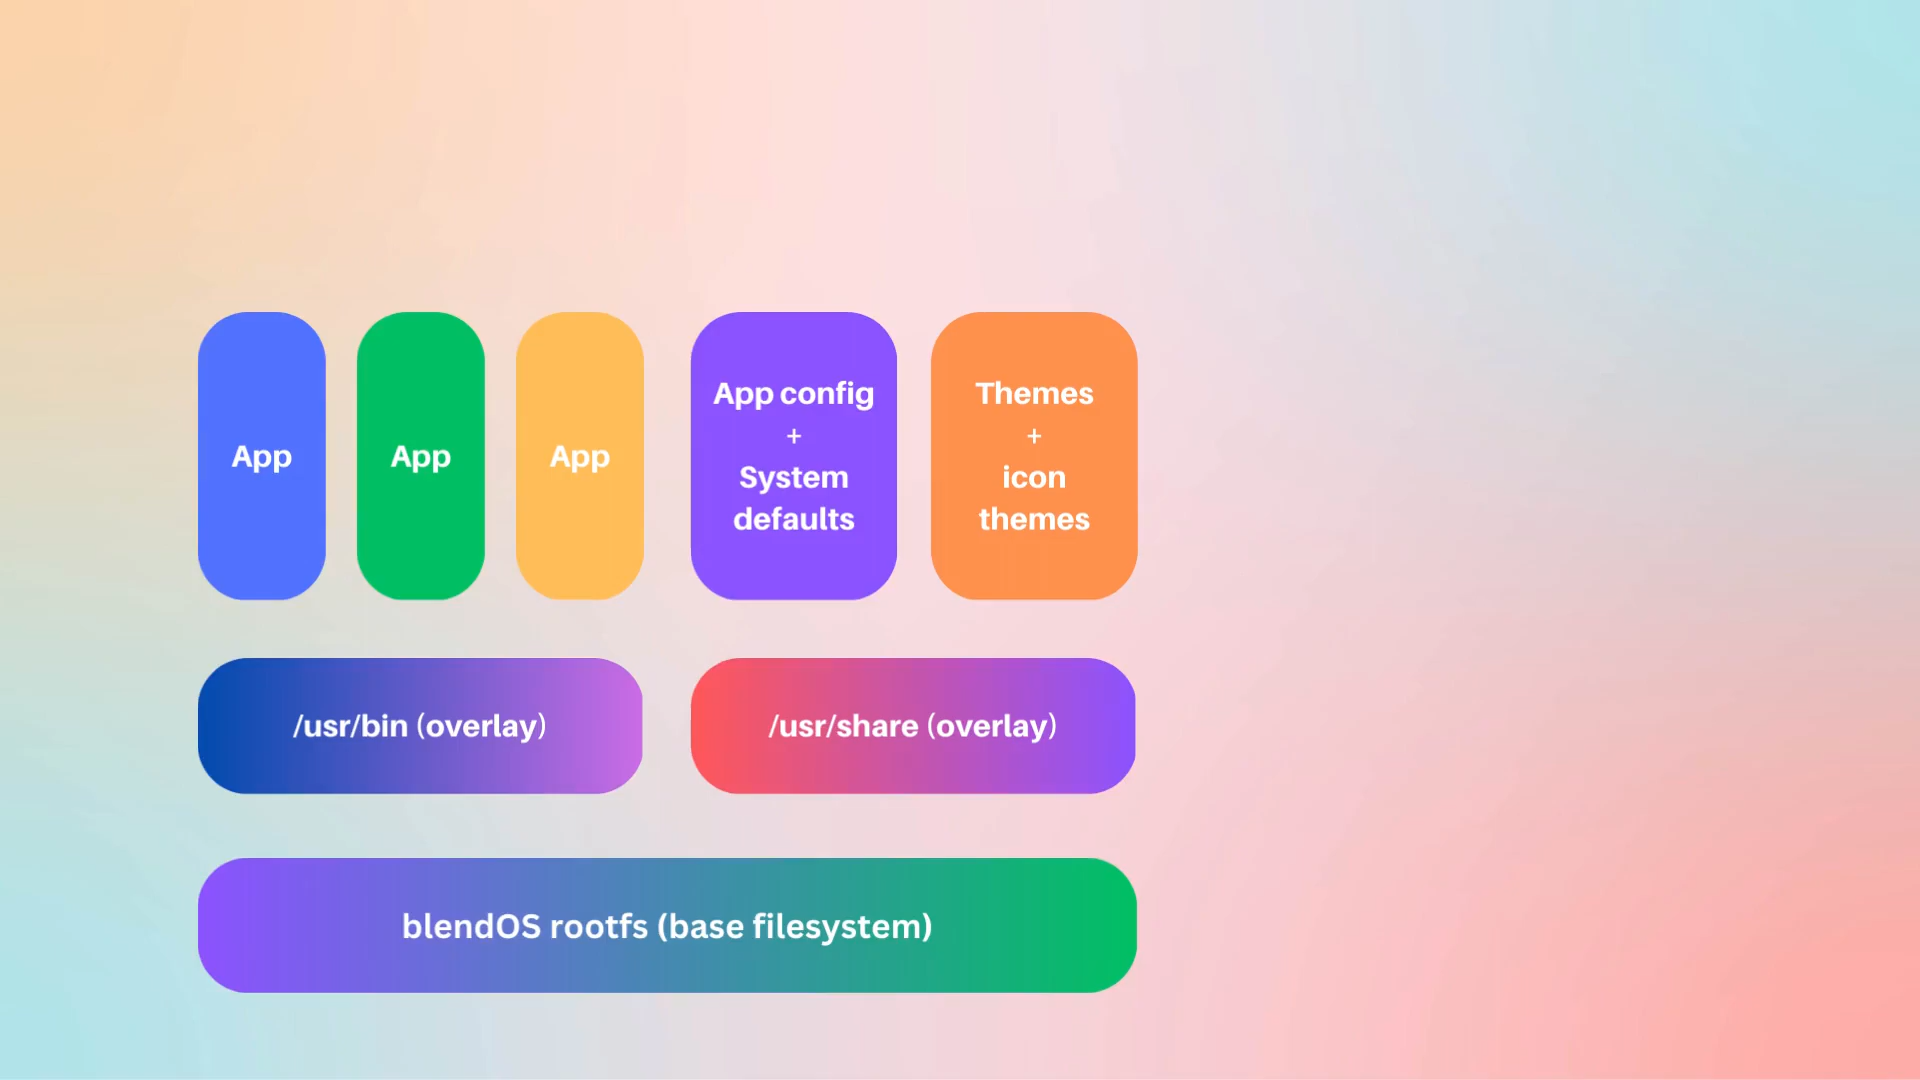 App
App
App
App config
+
System
defaults
Themes
+
icon
themes
/usr/bin (overlay)
/usr/share (overlay)
blendOS rootfs (base filesystem)